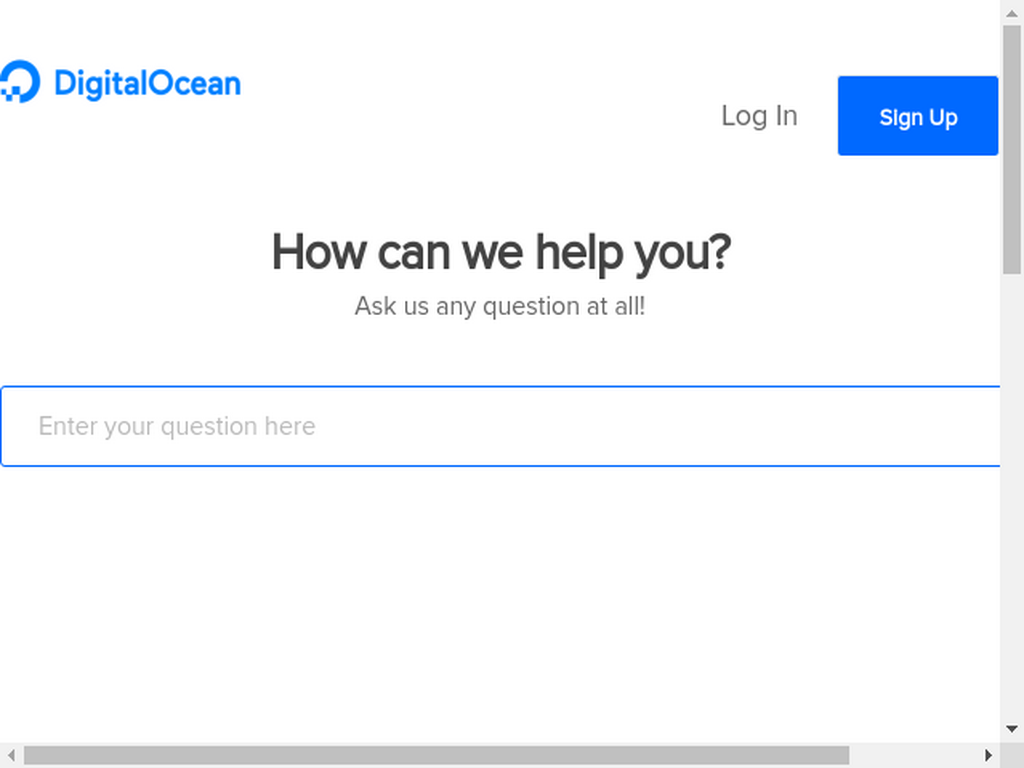 DigitalOcean
Log In
Sign Up
How can we help you?
Ask us any question at all!
Enter your question here